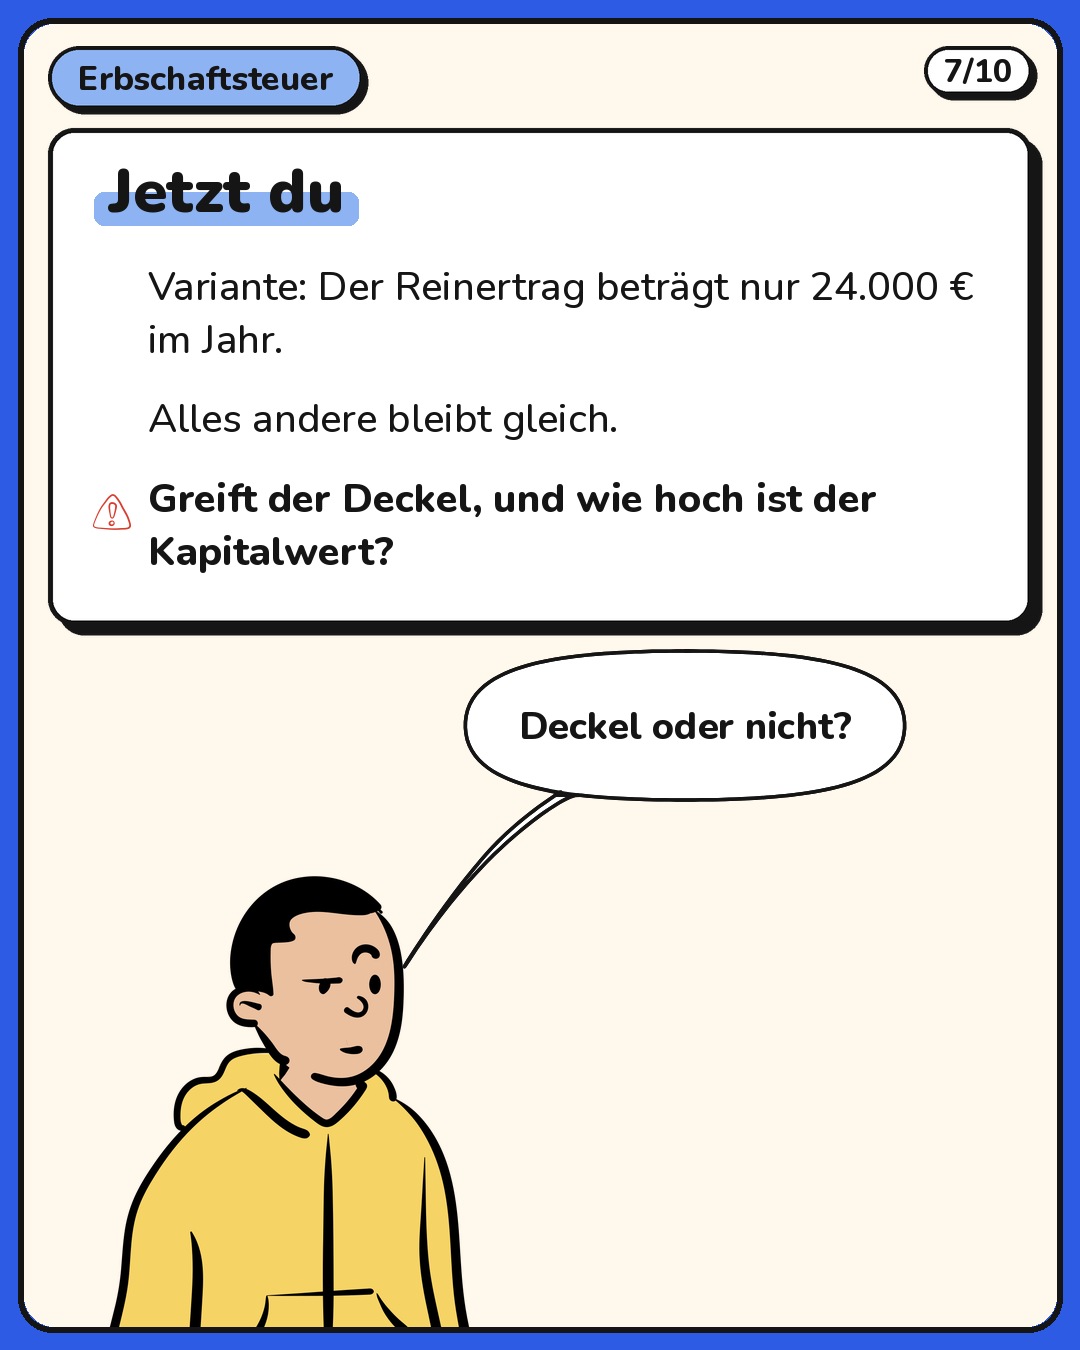 Erbschaftsteuer
7/10
Jetzt du
Variante: Der Reinertrag beträgt nur 24.000 €
im Jahr.
Alles andere bleibt gleich.
Greift der Deckel, und wie hoch ist der
Kapitalwert?
Deckel oder nicht?